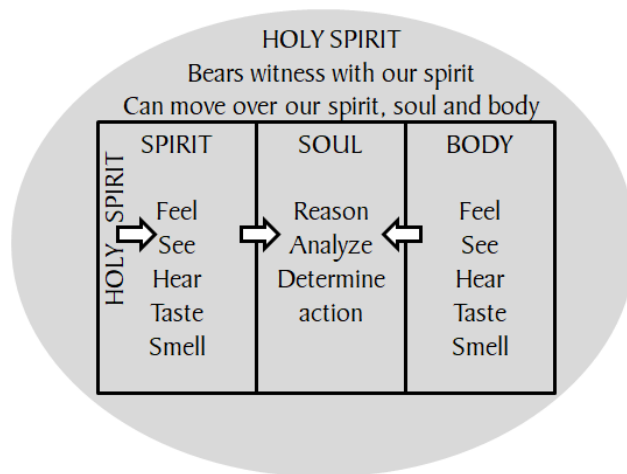 HOLY SPIRIT
Bears witness with our spirit
Can move over our spirit, soul and body
HOLY SPIRIT
SPIRIT
Feel
See
Hear
Taste
Smell
SOUL
Reason
Analyze
Determine
action
BODY
Feel
See
Hear
Taste
Smell